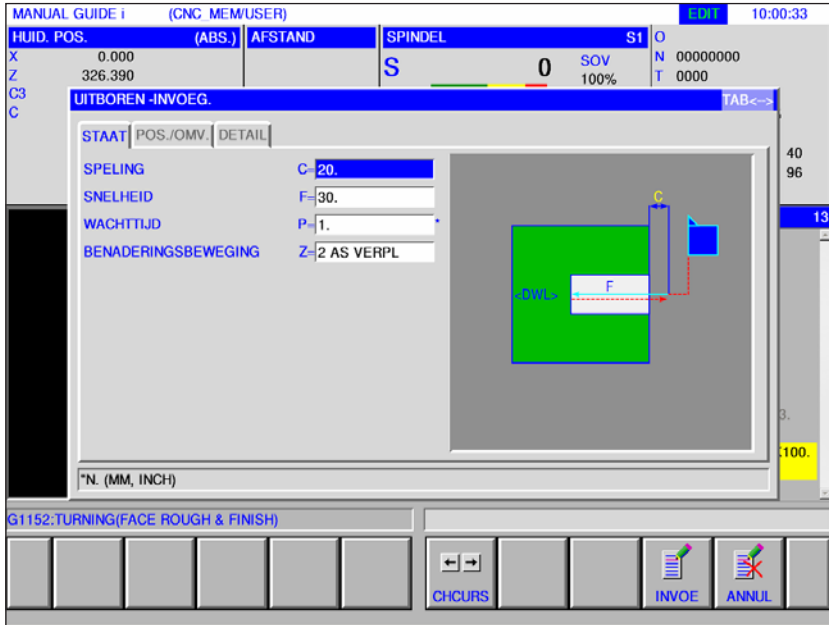 MANUAL GUIDE i (CNC_MEM/USER) EDIT 10:00:33
HUID. POS. (ABS.) AFSTAND SPINDEL S1 O
X 0.000 S 0 SOV N 00000000
Z 326.390 100% T 0000
C3
C
UITBOREN -INVOEG. TAB<-->
STAAT POS./OMV. DETAIL
40
96
SPELING C=20.
SNELHEID F=30.
WACHTTIJD P=1. *
BENADERINGSBEWEGING Z=2 AS VERPL
C
<DWL> F
13
3.
100.
"N. (MM, INCH)
G1152:TURNING(FACE ROUGH & FINISH)
CHCURS INVOE ANNUL